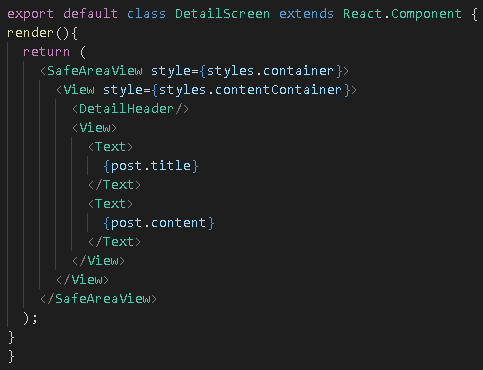 export default class DetailScreen extends React.Component {
render(){
  return (
    <SafeAreaView style={styles.container}>
      <View style={styles.contentContainer}>
        <DetailHeader/>
        <View>
          <Text>
            {post.title}
          </Text>
          <Text>
            {post.content}
          </Text>
        </View>
      </View>
    </SafeAreaView>
  );
}
}